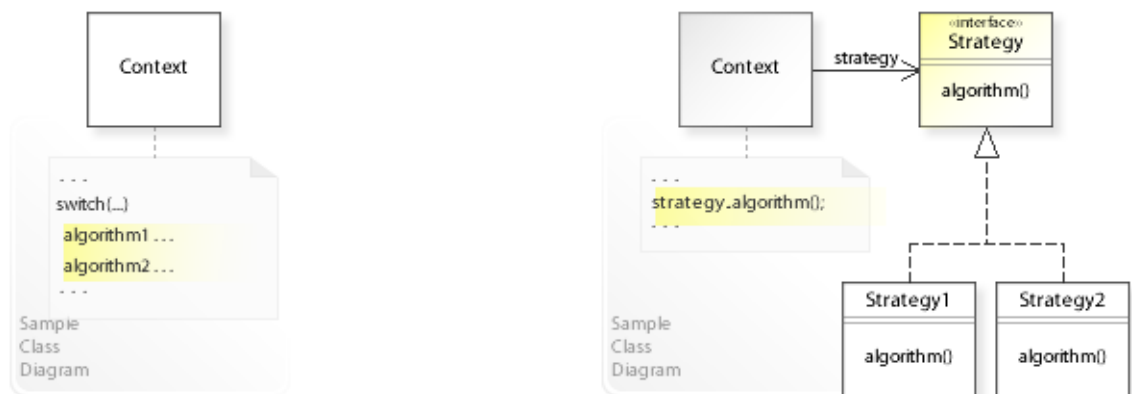 Context
- - -
switch(...)
algorithm1 . . .
algorithm2 . . .
- - -
Sample
Class
Diagram
Context
strategy
«interface»
Strategy
algorithm()
- - -
strategy.algorithm();
- - -
Sample
Class
Diagram
Strategy1
algorithm()
Strategy2
algorithm()